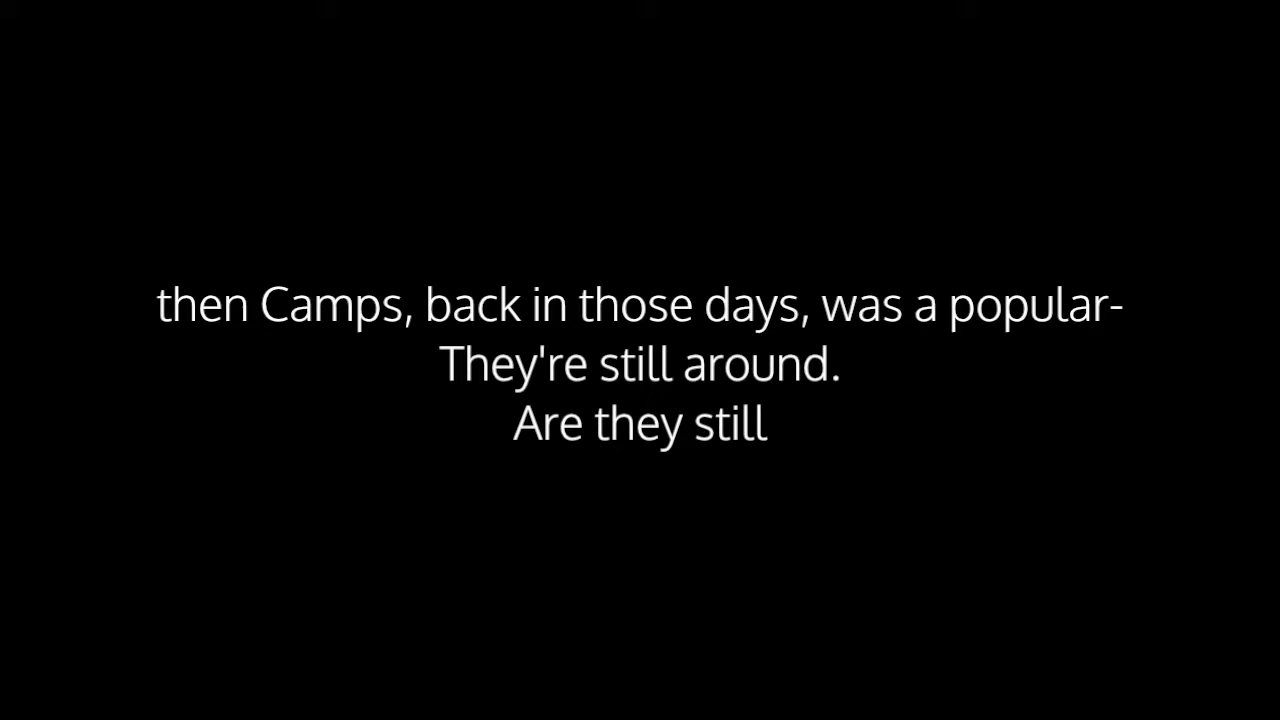 then Camps, back in those days, was a popular-
They're still around.
Are they still